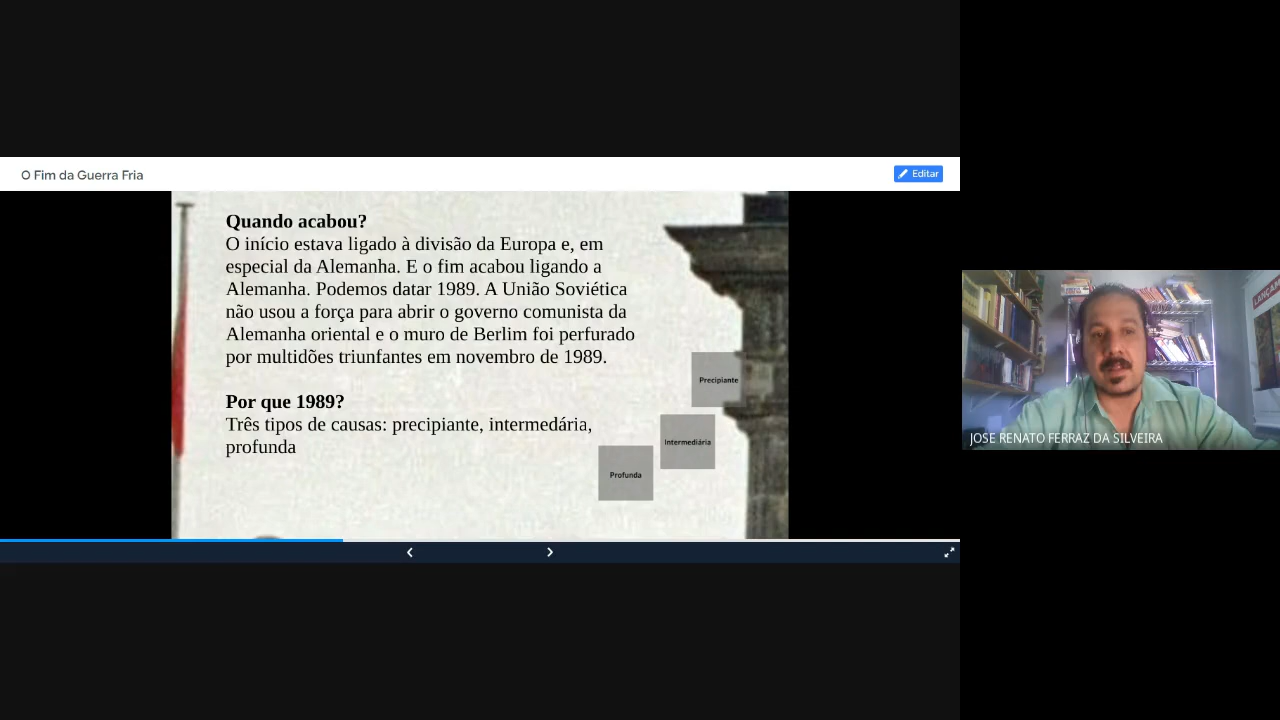 O Fim da Guerra Fria
Editar
Quando acabou?
O início estava ligado à divisão da Europa e, em
especial da Alemanha. E o fim acabou ligando a
Alemanha. Podemos datar 1989. A União Soviética
não usou a força para abrir o governo comunista da
Alemanha oriental e o muro de Berlim foi perfurado
por multidões triunfantes em novembro de 1989.
Por que 1989?
Três tipos de causas: precipiante, intermedária,
profunda
Precipiante
Intermediária
Profunda
LANÇAM
JOSE RENATO FERRAZ DA SILVEIRA